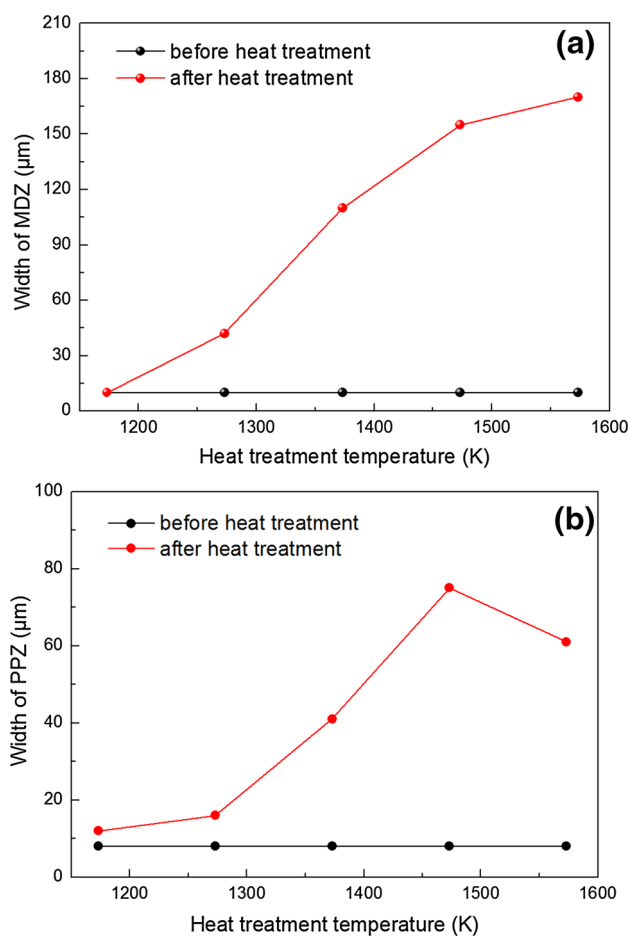 210
180
150
120
90
60
30
0
Width of MDZ (μm)
before heat treatment
after heat treatment
(a)
1200 1300 1400 1500 1600
Heat treatment temperature (K)
100
80
60
40
20
0
Width of PPZ (μm)
before heat treatment
after heat treatment
(b)
1200 1300 1400 1500 1600
Heat treatment temperature (K)